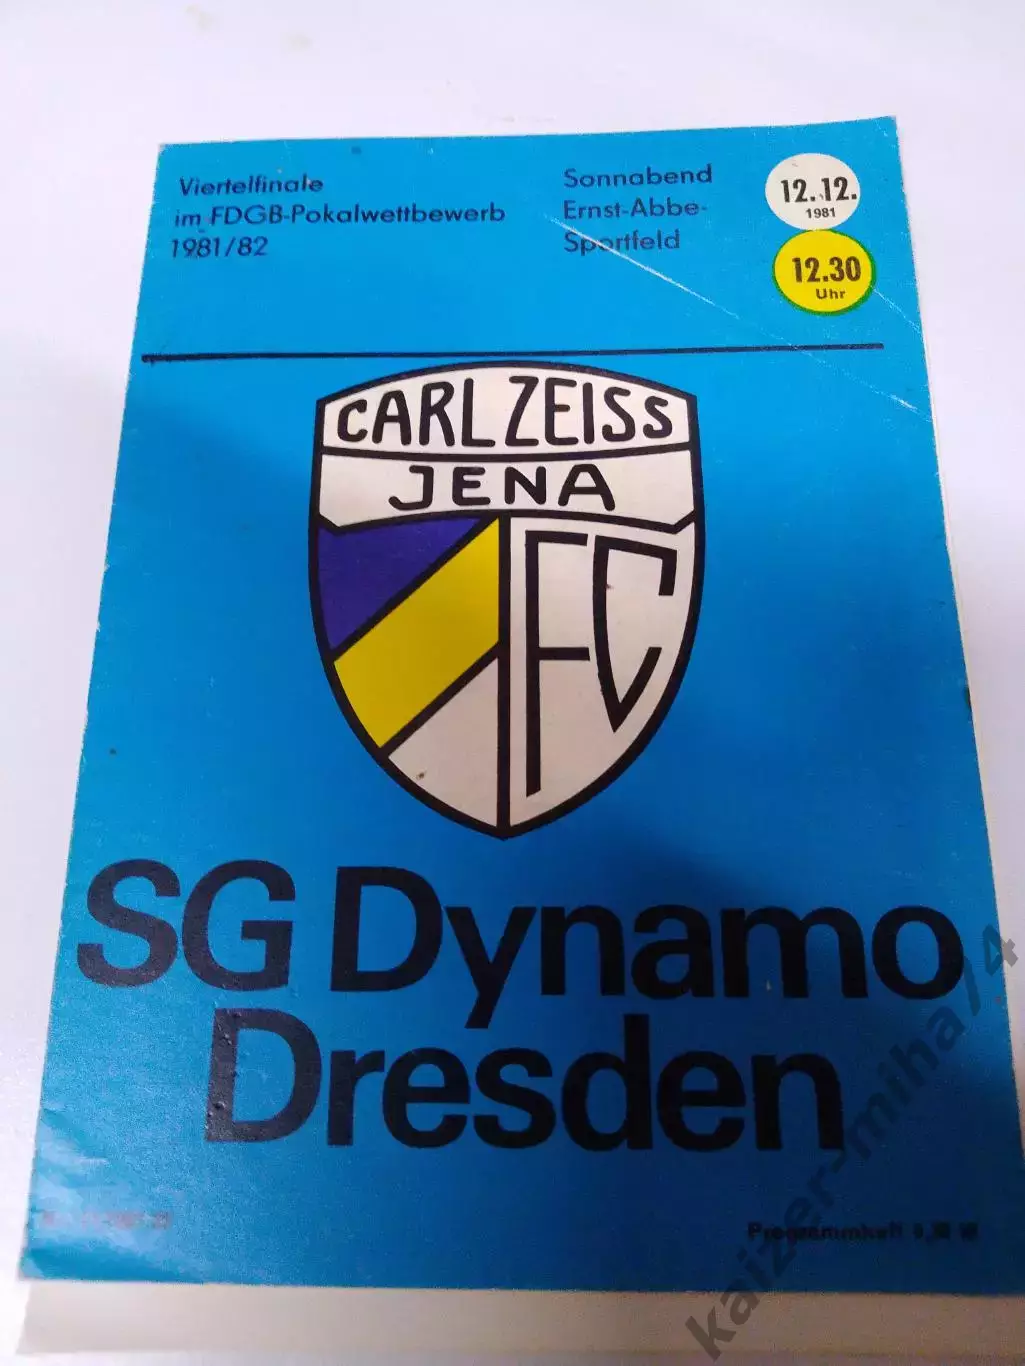 Viertelfinale
im FDGB-Pokalwettbewerb
1981/82
Sonnabend
Ernst-Abbe-
Sportfeld
12.12.
1981
12.30
Uhr
CARL ZEISS
JENA
FC
SG Dynamo
Dresden
Programmheft
kaizer-miha74